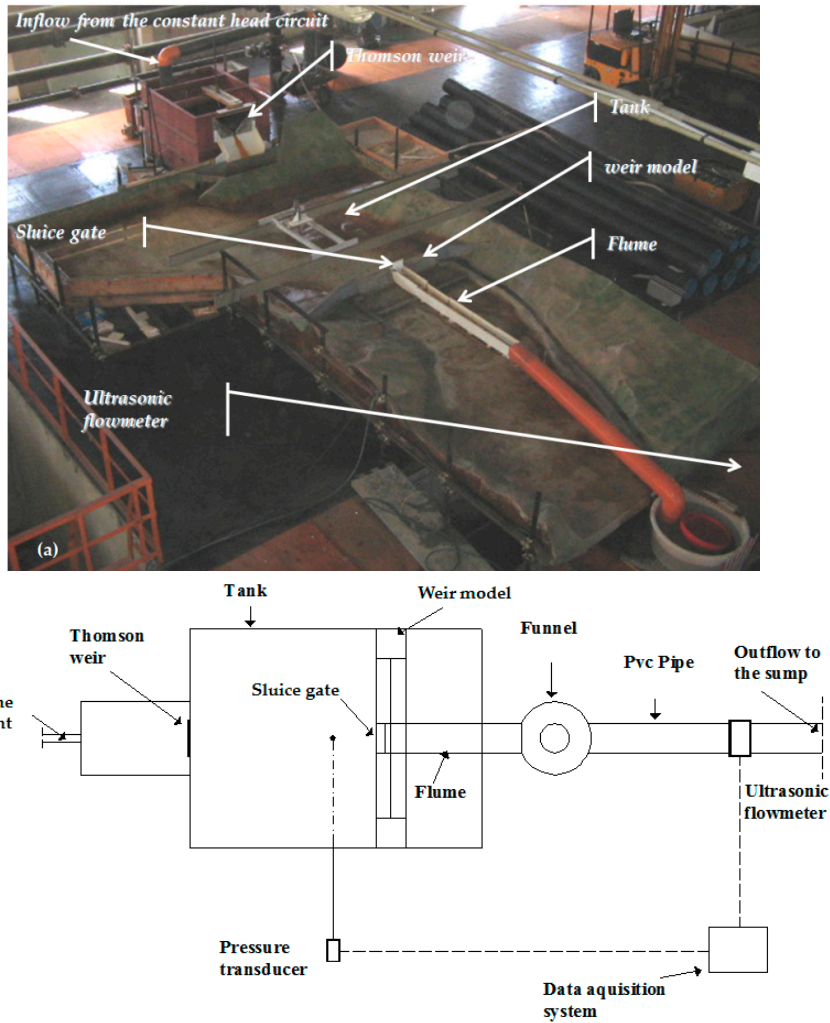 Inflow from the constant head circuit
Thomson weir
Tank
weir model
Sluice gate
Flume
Ultrasonic
flowmeter
(a)
Tank
Weir model
Thomson
weir
Funnel
Outflow to
the sump
Pvc Pipe
Sluice gate
Flume
Ultrasonic
flowmeter
Pressure
transducer
Data aquisition
system